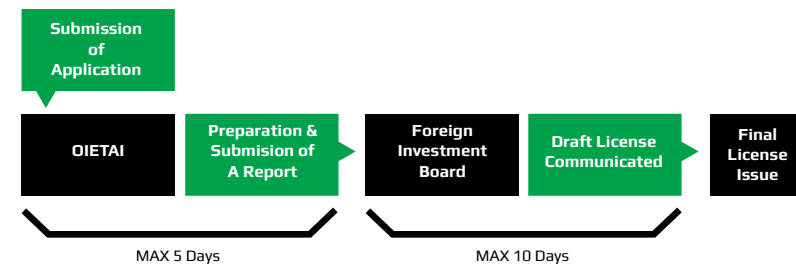 Submission
of
Application
OIETAI
Preparation &
Submision of
A Report
Foreign
Investment
Board
Draft License
Communicated
Final
License
Issue
MAX 5 Days
MAX 10 Days